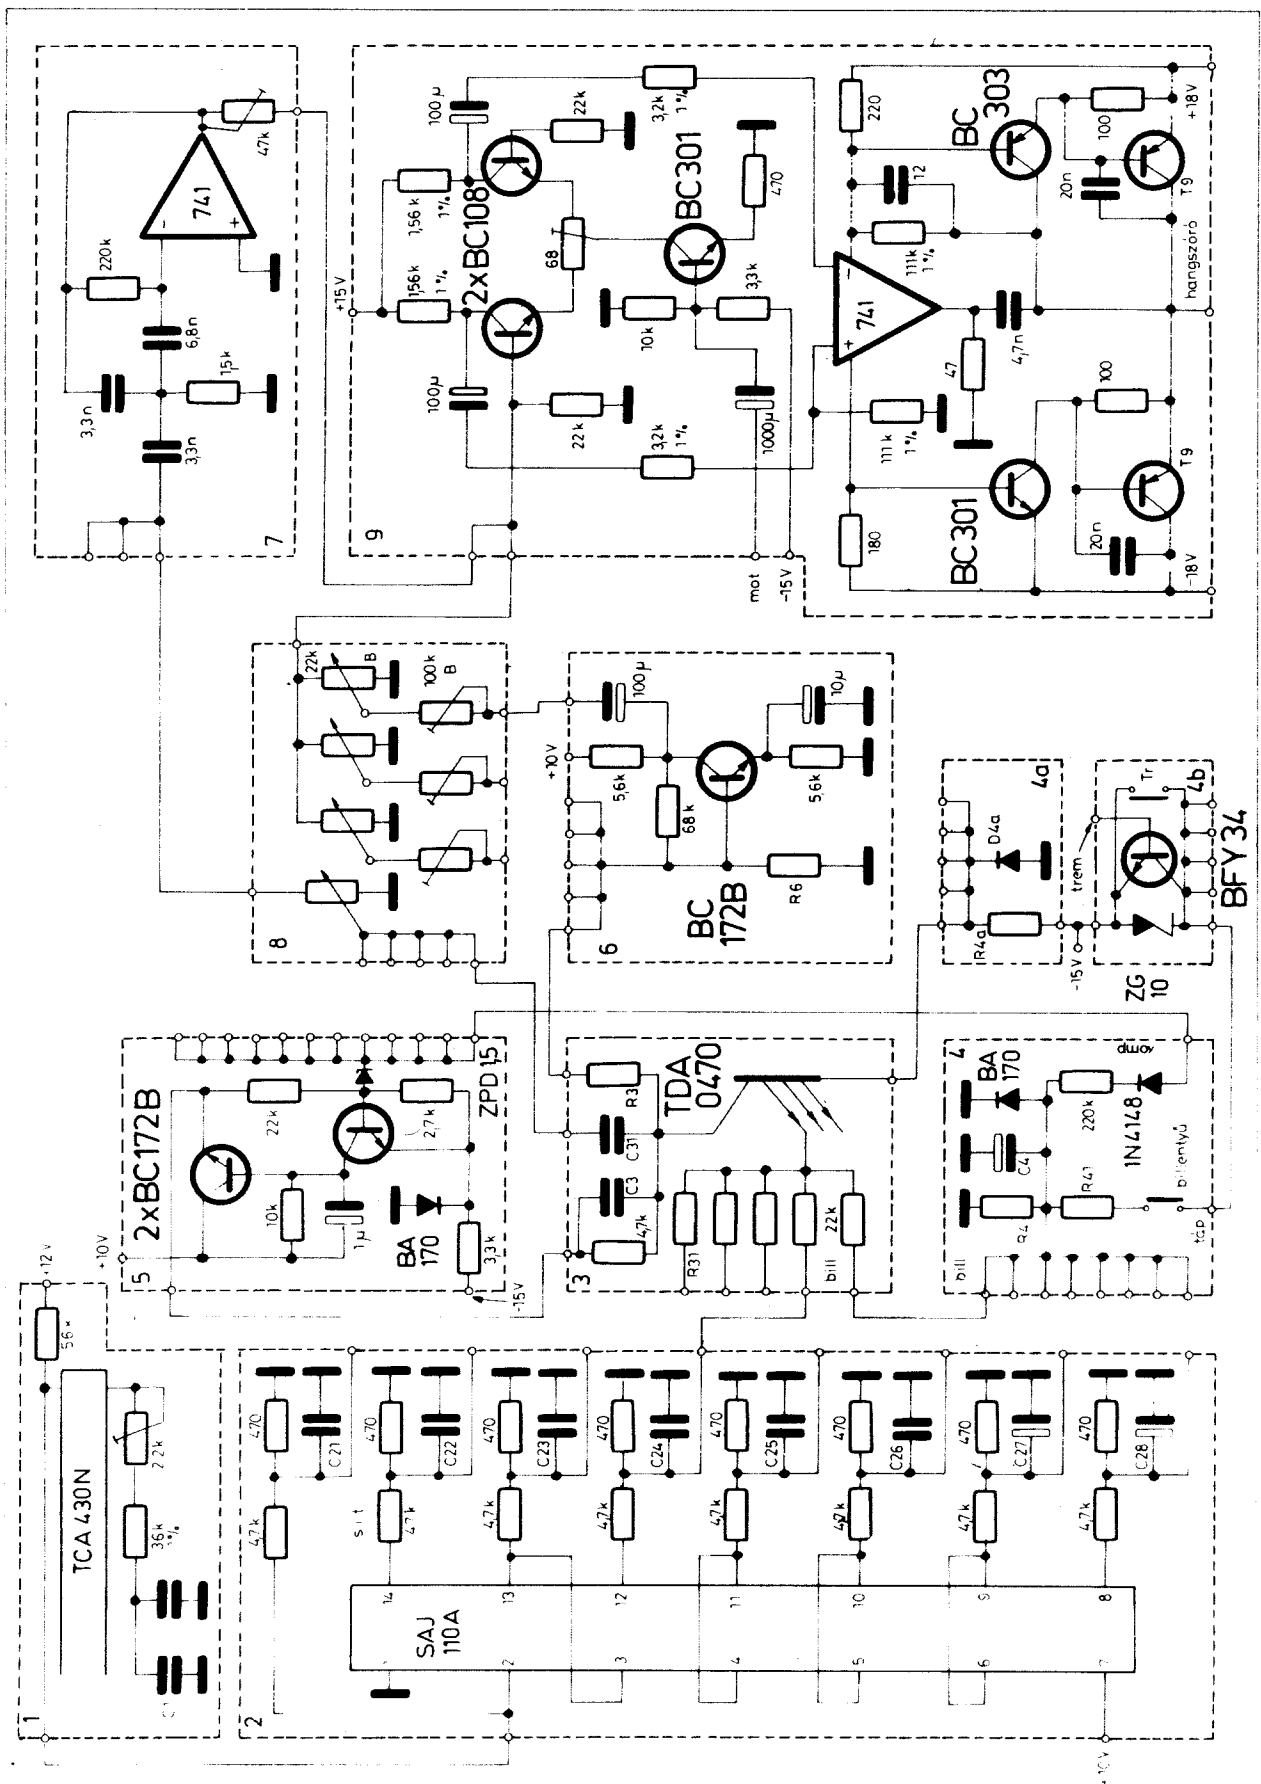 1
+12 V
TCA 430N
2,2k
36k
1%
2
4,7k
470
C21
4,7k
470
C22
4,7k
470
C23
4,7k
470
C24
4,7k
470
C25
470
C26
4,7k
470
C27
4,7k
470
C28
SAJ
110A
14
13
12
11
10
9
8
2
3
4
5
6
7
5
+10V
2xBC172B
22k
2,7k
10k
1µ
BA
170
3,3k
-15V
ZPD 15
3
R3
C31
C3
4,7k
TDA
0470
R31
22k
bill
4
BA
170
C4
R4
R41
220k
1N4148
billentyű
táp
bill
4a
D4a
R4a
-15V
trem
Tr
4b
ZG
10
BFY34
6
+10V
100µ
5,6k
68k
BC
172B
R6
5,6k
10µ
8
22k
B
100k
B
7
47k
741
-
+
220k
6,8n
3,3n
1,5k
3,3n
9
+15V
100µ
1,56k
1%
1,56k
1%
2xBC108
22k
3,2k
1%
68
BC301
470
10k
3,3k
100µ
22k
3,2k
1%
1000µ
mot
-15V
220
BC
303
100
+18V
12
111k
1%
20n
T9
741
-
+
47
4,7n
hangszóró
111k
1%
100
180
BC301
20n
T9
-18V